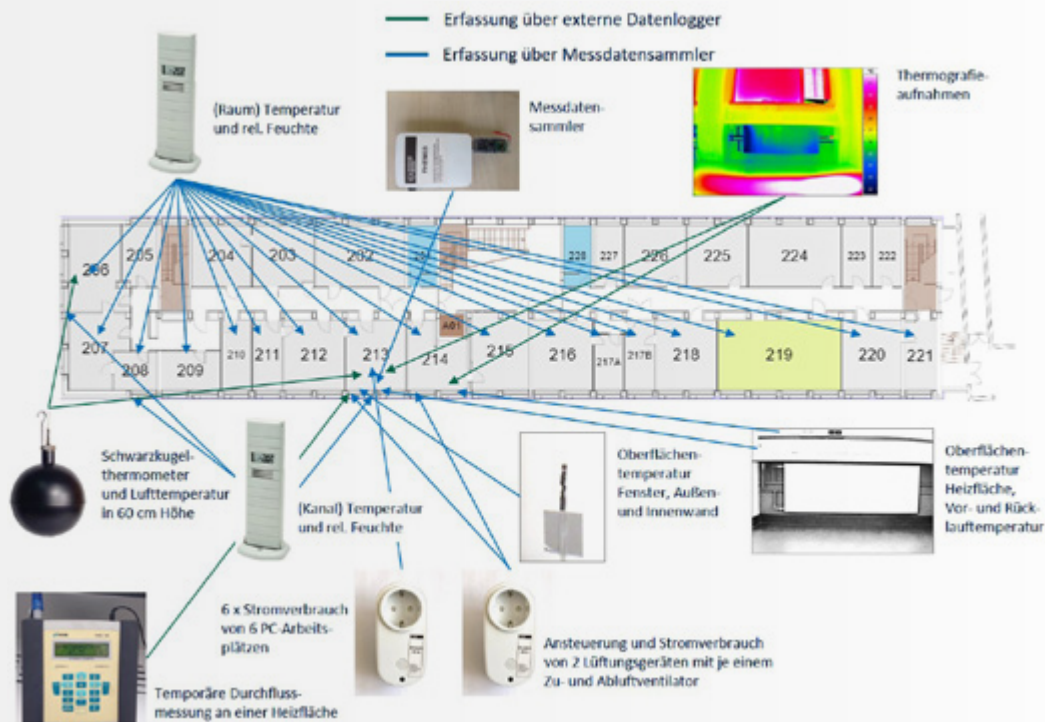 Erfassung über externe Datenlogger
Erfassung über Messdatensammler
(Raum) Temperatur
und rel. Feuchte
Messdaten-
sammler
Thermografie-
aufnahmen
206
205
204
203
202
228
227
226
225
224
223
222
207
208
209
210
211
212
213
214
A01
215
216
217A
217B
218
219
220
221
Schwarzkugel-
thermometer
und Lufttemperatur
in 60 cm Höhe
(Kanal) Temperatur
und rel. Feuchte
Oberflächen-
temperatur
Fenster, Außen-
und Innenwand
Oberflächen-
temperatur
Heizfläche,
Vor- und Rück-
lauftemperatur
6 x Stromverbrauch
von 6 PC-Arbeits-
plätzen
Ansteuerung und Stromverbrauch
von 2 Lüftungsgeräten mit je einem
Zu- und Abluftventilator
Temporäre Durchfluss-
messung an einer Heizfläche